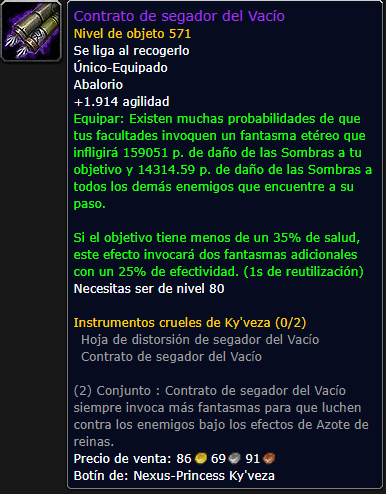 Contrato de segador del Vacío
Nivel de objeto 571
Se liga al recogerlo
Único-Equipado
Abalorio
+1.914 agilidad
Equipar: Existen muchas probabilidades de que
tus facultades invoquen un fantasma etéreo que
infligirá 159051 p. de daño de las Sombras a tu
objetivo y 14314.59 p. de daño de las Sombras a
todos los demás enemigos que encuentre a su
paso.
Si el objetivo tiene menos de un 35% de salud,
este efecto invocará dos fantasmas adicionales
con un 25% de efectividad. (1s de reutilización)
Necesitas ser de nivel 80
Instrumentos crueles de Ky'veza (0/2)
Hoja de distorsión de segador del Vacío
Contrato de segador del Vacío
(2) Conjunto : Contrato de segador del Vacío
siempre invoca más fantasmas para que luchen
contra los enemigos bajo los efectos de Azote de
reinas.
Precio de venta: 86 69 91
Botín de: Nexus-Princess Ky'veza